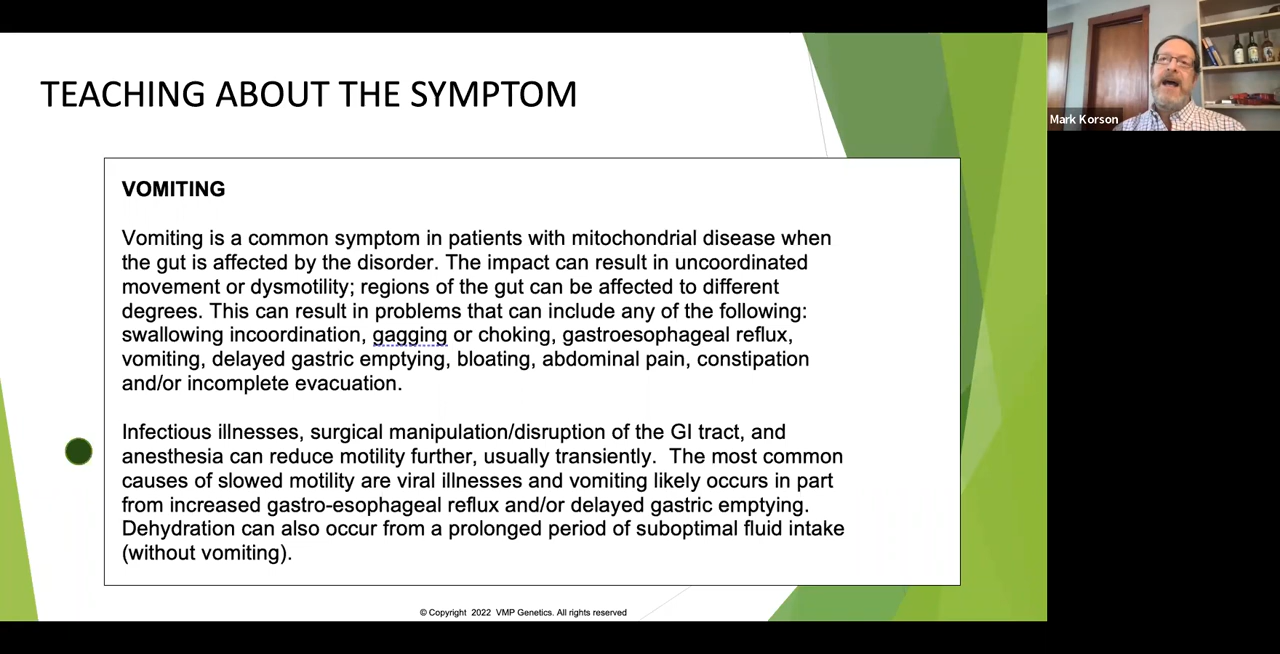 TEACHING ABOUT THE SYMPTOM
Mark Korson
VOMITING
Vomiting is a common symptom in patients with mitochondrial disease when
the gut is affected by the disorder. The impact can result in uncoordinated
movement or dysmotility; regions of the gut can be affected to different
degrees. This can result in problems that can include any of the following:
swallowing incoordination, gagging or choking, gastroesophageal reflux,
vomiting, delayed gastric emptying, bloating, abdominal pain, constipation
and/or incomplete evacuation.
Infectious illnesses, surgical manipulation/disruption of the GI tract, and
anesthesia can reduce motility further, usually transiently.  The most common
causes of slowed motility are viral illnesses and vomiting likely occurs in part
from increased gastro-esophageal reflux and/or delayed gastric emptying.
Dehydration can also occur from a prolonged period of suboptimal fluid intake
(without vomiting).
© Copyright  2022  VMP Genetics. All rights reserved